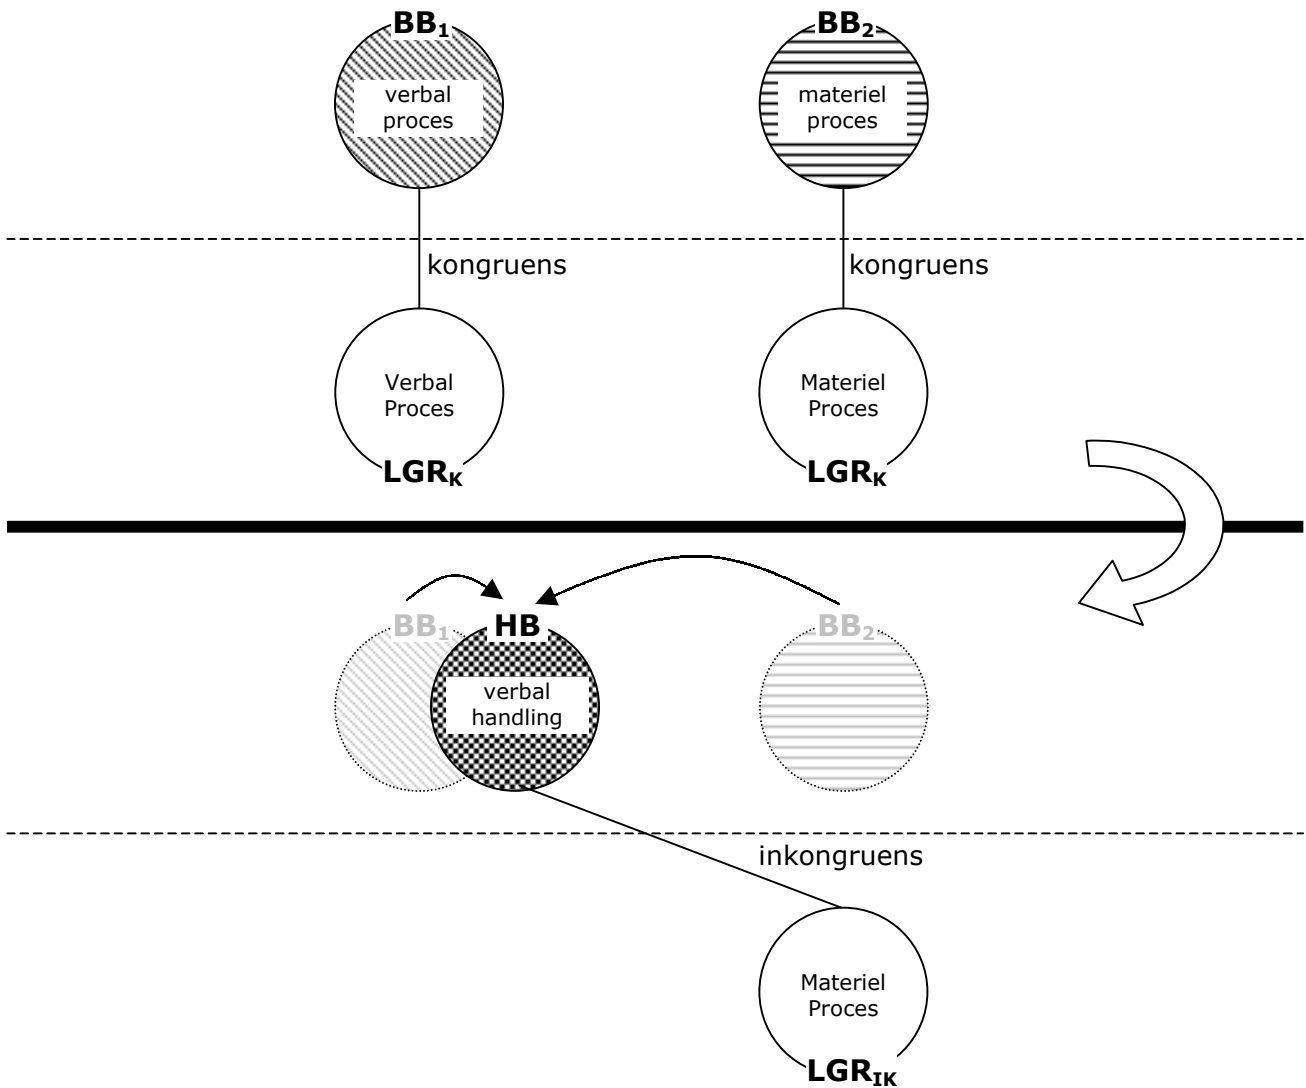 BB₁
verbal
proces
BB₂
materiel
proces
kongruens
kongruens
Verbal
Proces
LGRK
Materiel
Proces
LGRK
BB₁
HB
BB₂
verbal
handling
inkongruens
Materiel
Proces
LGRIK